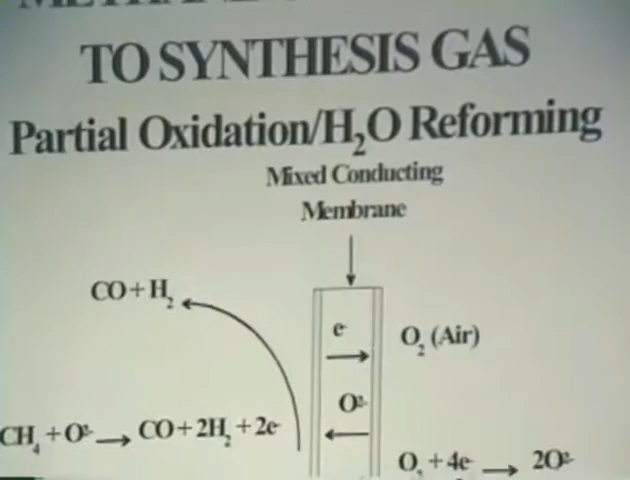 TO SYNTHESIS GAS
Partial Oxidation/H₂O Reforming
Mixed Conducting
Membrane
CO+H₂
e⁻
O₂ (Air)
O²⁻
CH₄ + O²⁻ → CO+2H₂ + 2e⁻
O₂ + 4e⁻ → 2O²⁻